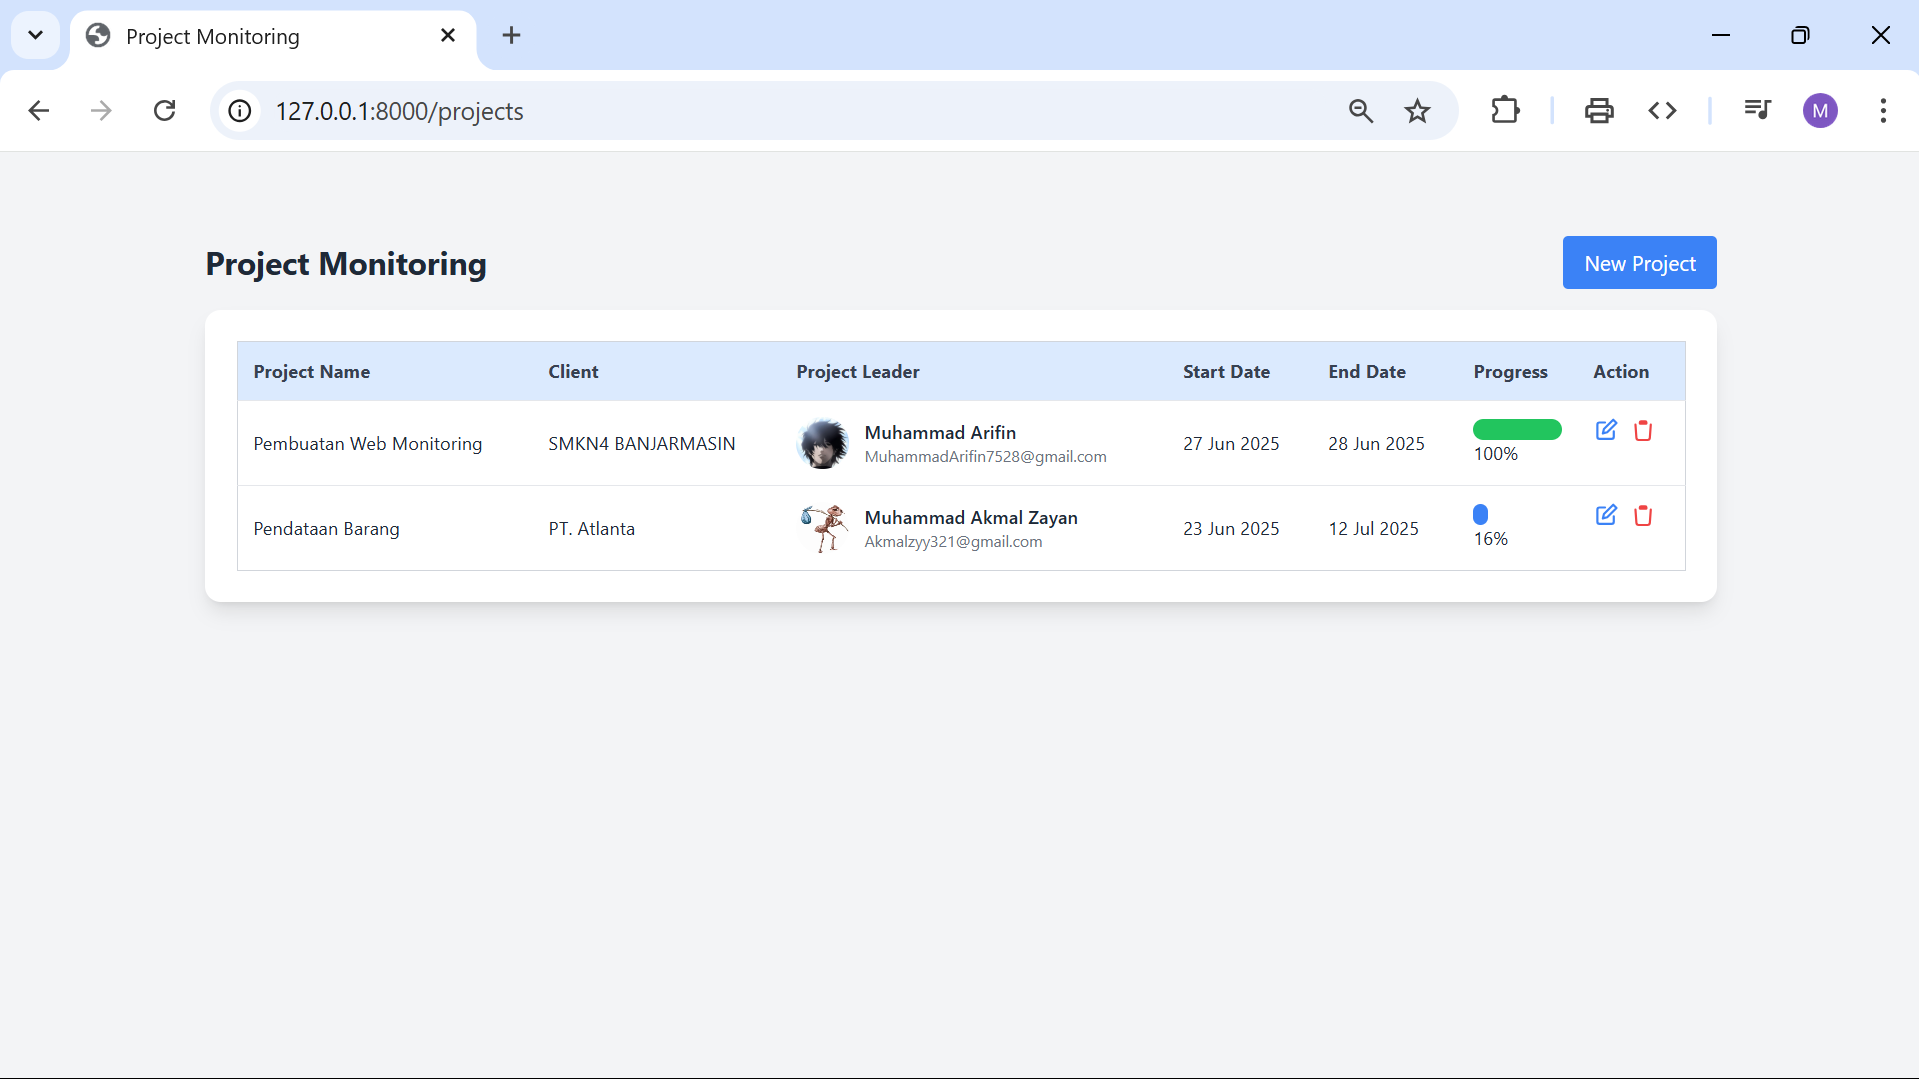 Project Monitoring
127.0.0.1:8000/projects
M
Project Monitoring
New Project
Project Name Client Project Leader Start Date End Date Progress Action
Pembuatan Web Monitoring SMKN4 BANJARMASIN Muhammad Arifin 27 Jun 2025 28 Jun 2025
MuhammadArifin7528@gmail.com 100%
Pendataan Barang PT. Atlanta Muhammad Akmal Zayan 23 Jun 2025 12 Jul 2025
Akmalzyy321@gmail.com 16%